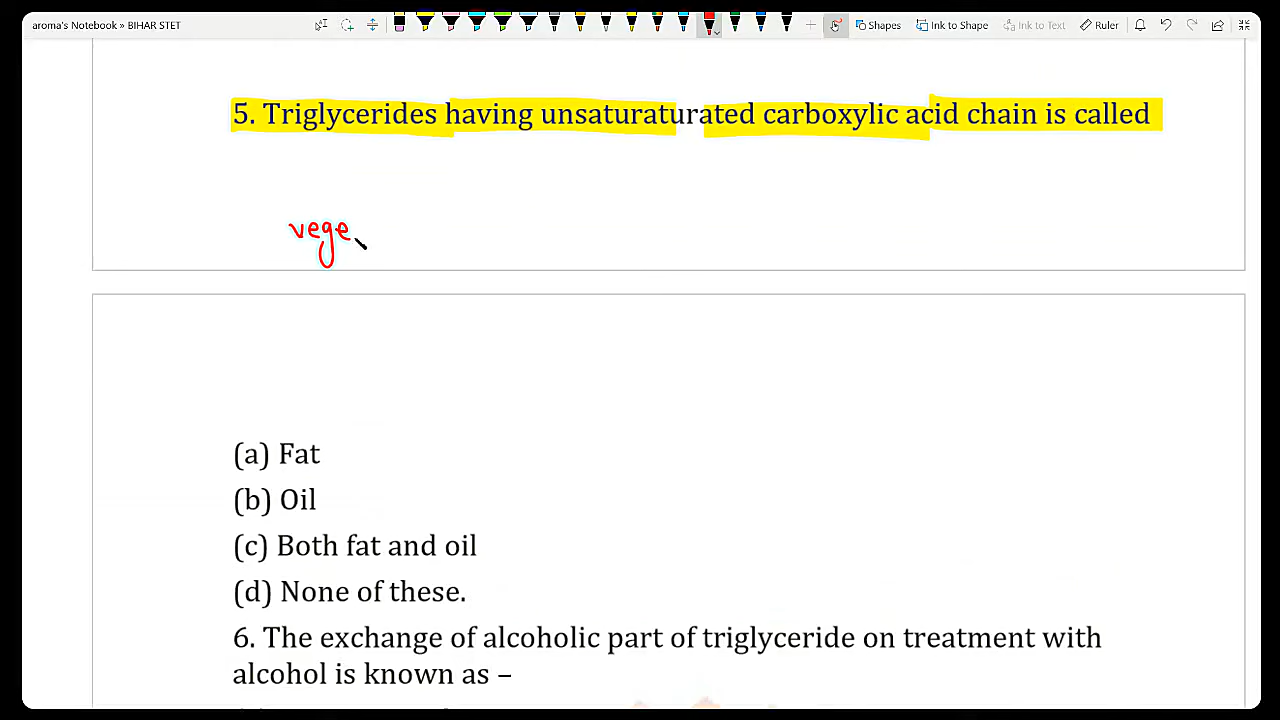 aroma's Notebook » BIHAR STET
Shapes
Ink to Shape
Ink to Text
Ruler
5. Triglycerides having unsaturaturated carboxylic acid chain is called
vege
(a) Fat
(b) Oil
(c) Both fat and oil
(d) None of these.
6. The exchange of alcoholic part of triglyceride on treatment with
alcohol is known as –